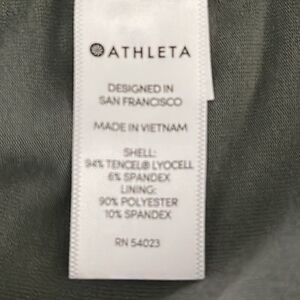 ATHLETA
DESIGNED IN
SAN FRANCISCO
MADE IN VIETNAM
SHELL:
94% TENCEL® LYOCELL
6% SPANDEX
LINING:
90% POLYESTER
10% SPANDEX
RN 54023